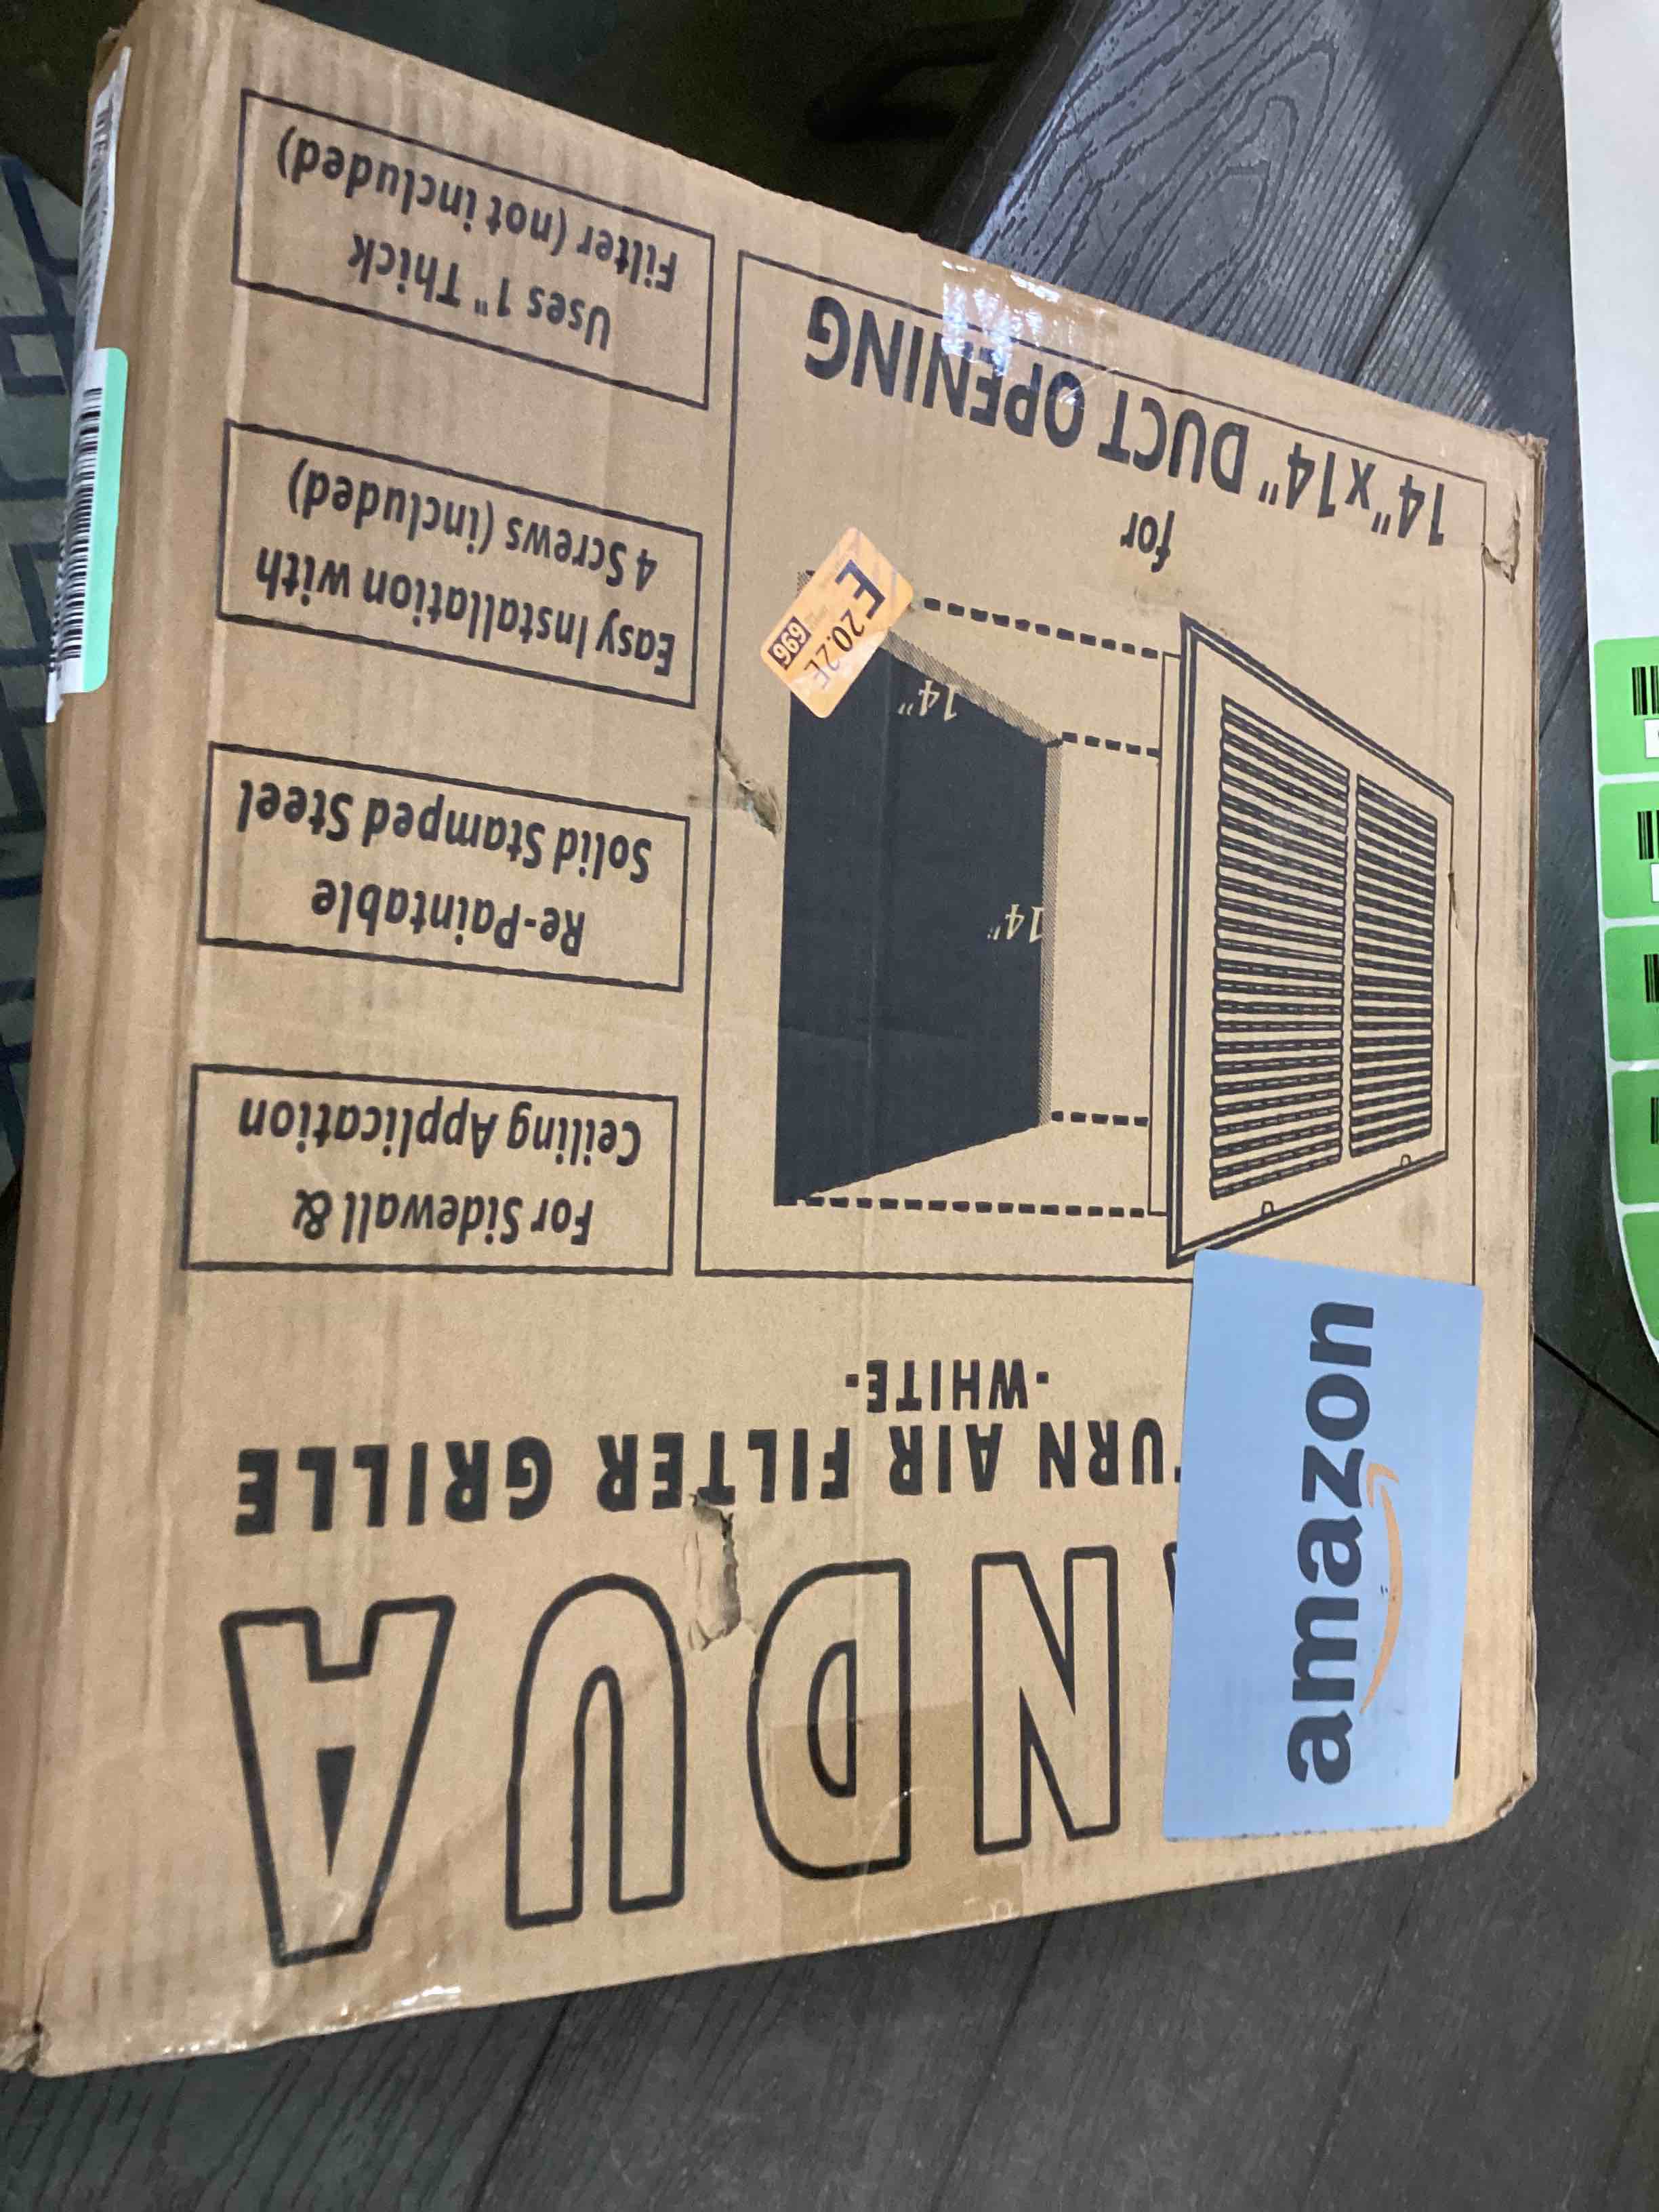 NDUA
TURN AIR FILTER GRILLE
-WHITE-
For Sidewall &
Ceiling Application
Re-Paintable
Solid Stamped Steel
Easy Installation with
4 Screws (included)
Uses 1" Thick
Filter (not included)
14"
14"
for
14"x14" DUCT OPENING
E
20.2E
696
amazon